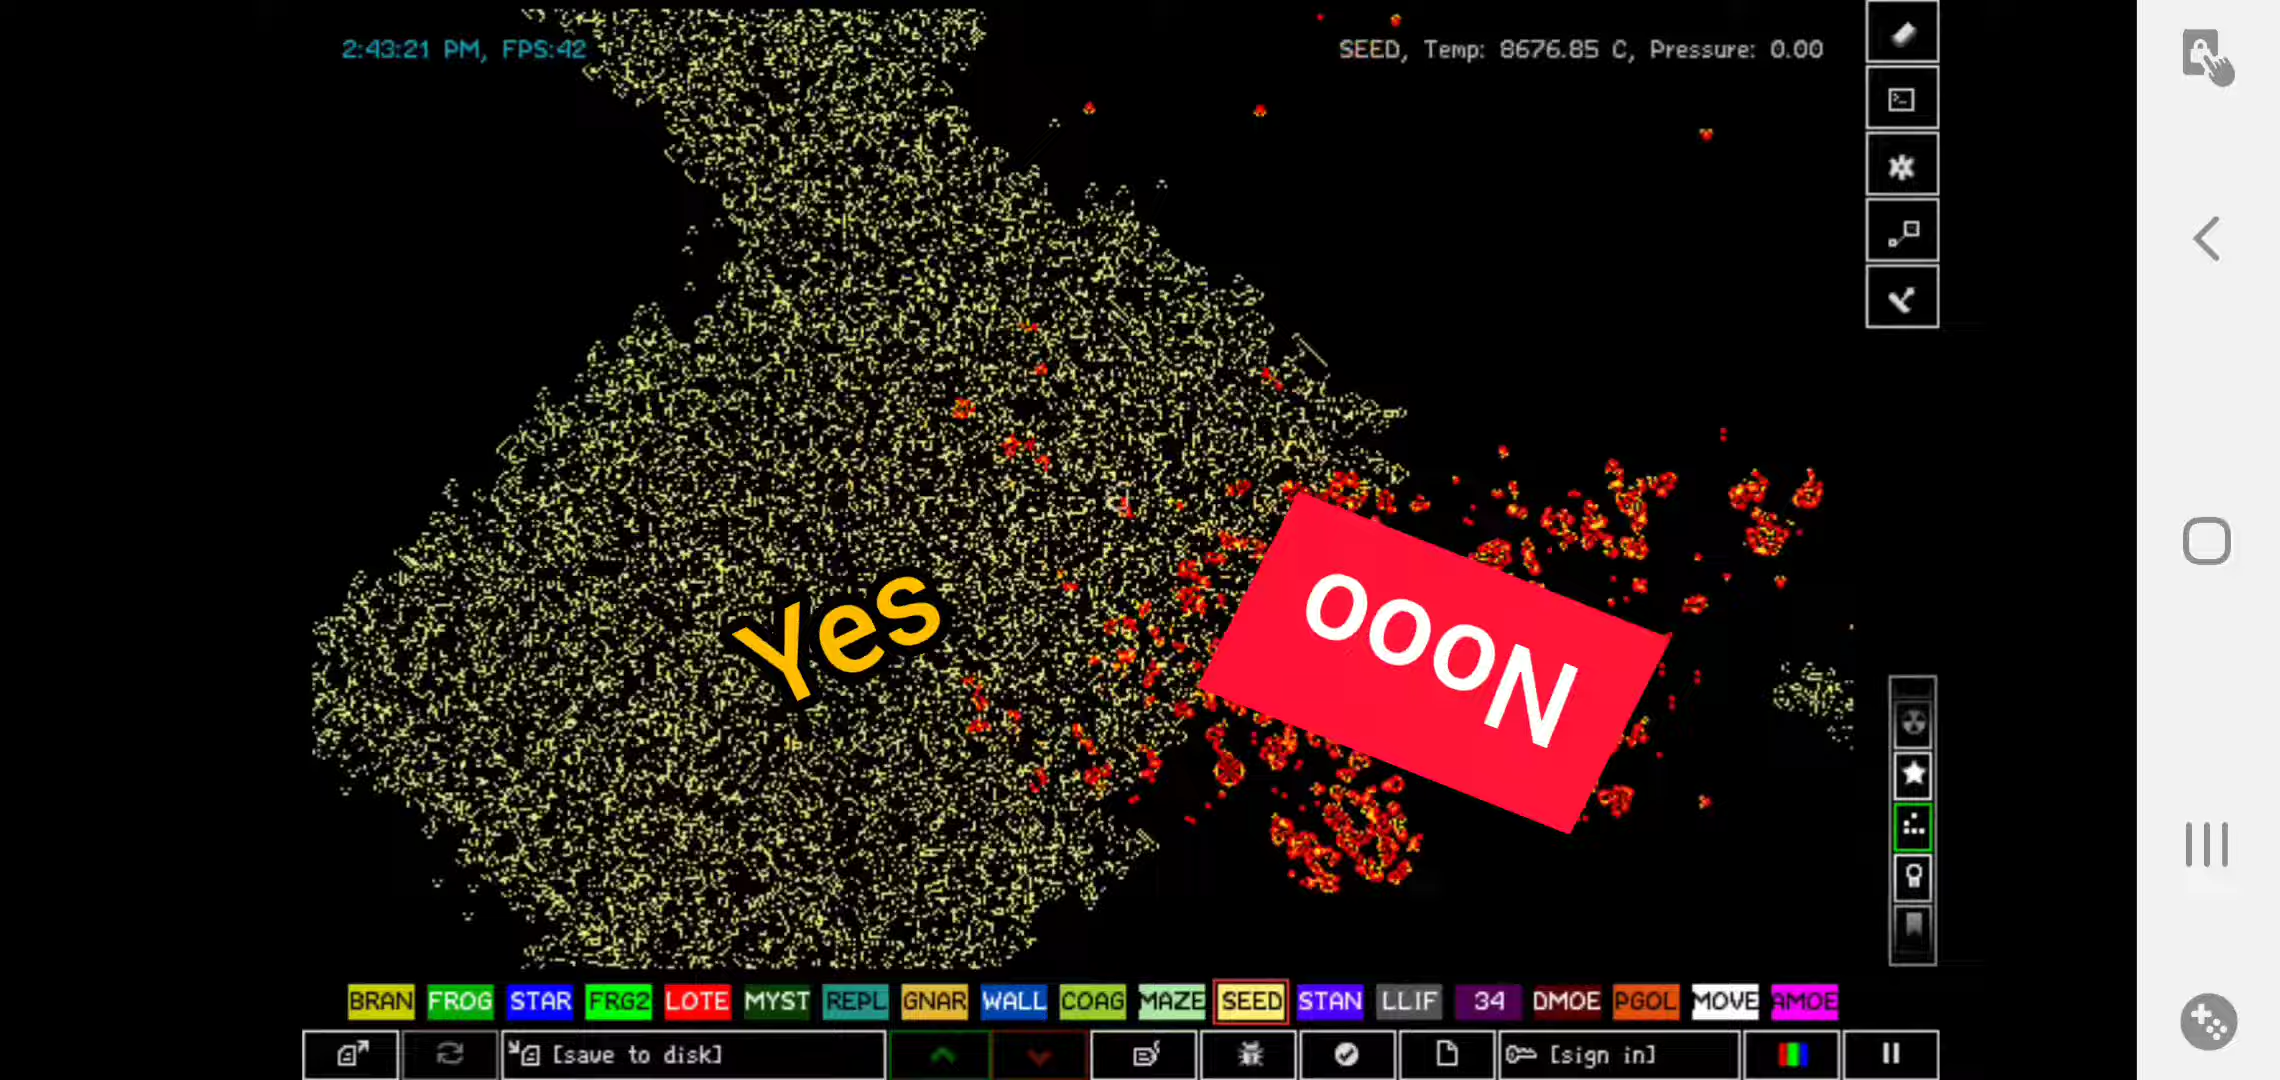 2:43:21 PM, FPS:42
SEED, Temp: 8676.85 C, Pressure: 0.00
Yes
NOOO
BRAN FROG STAR FRG2 LOTE MYST REPL GNAR WALL COAG MAZE SEED STAN LLIF 34 DMOE PGOL MOVE AMOE
[save to disk] [sign in]